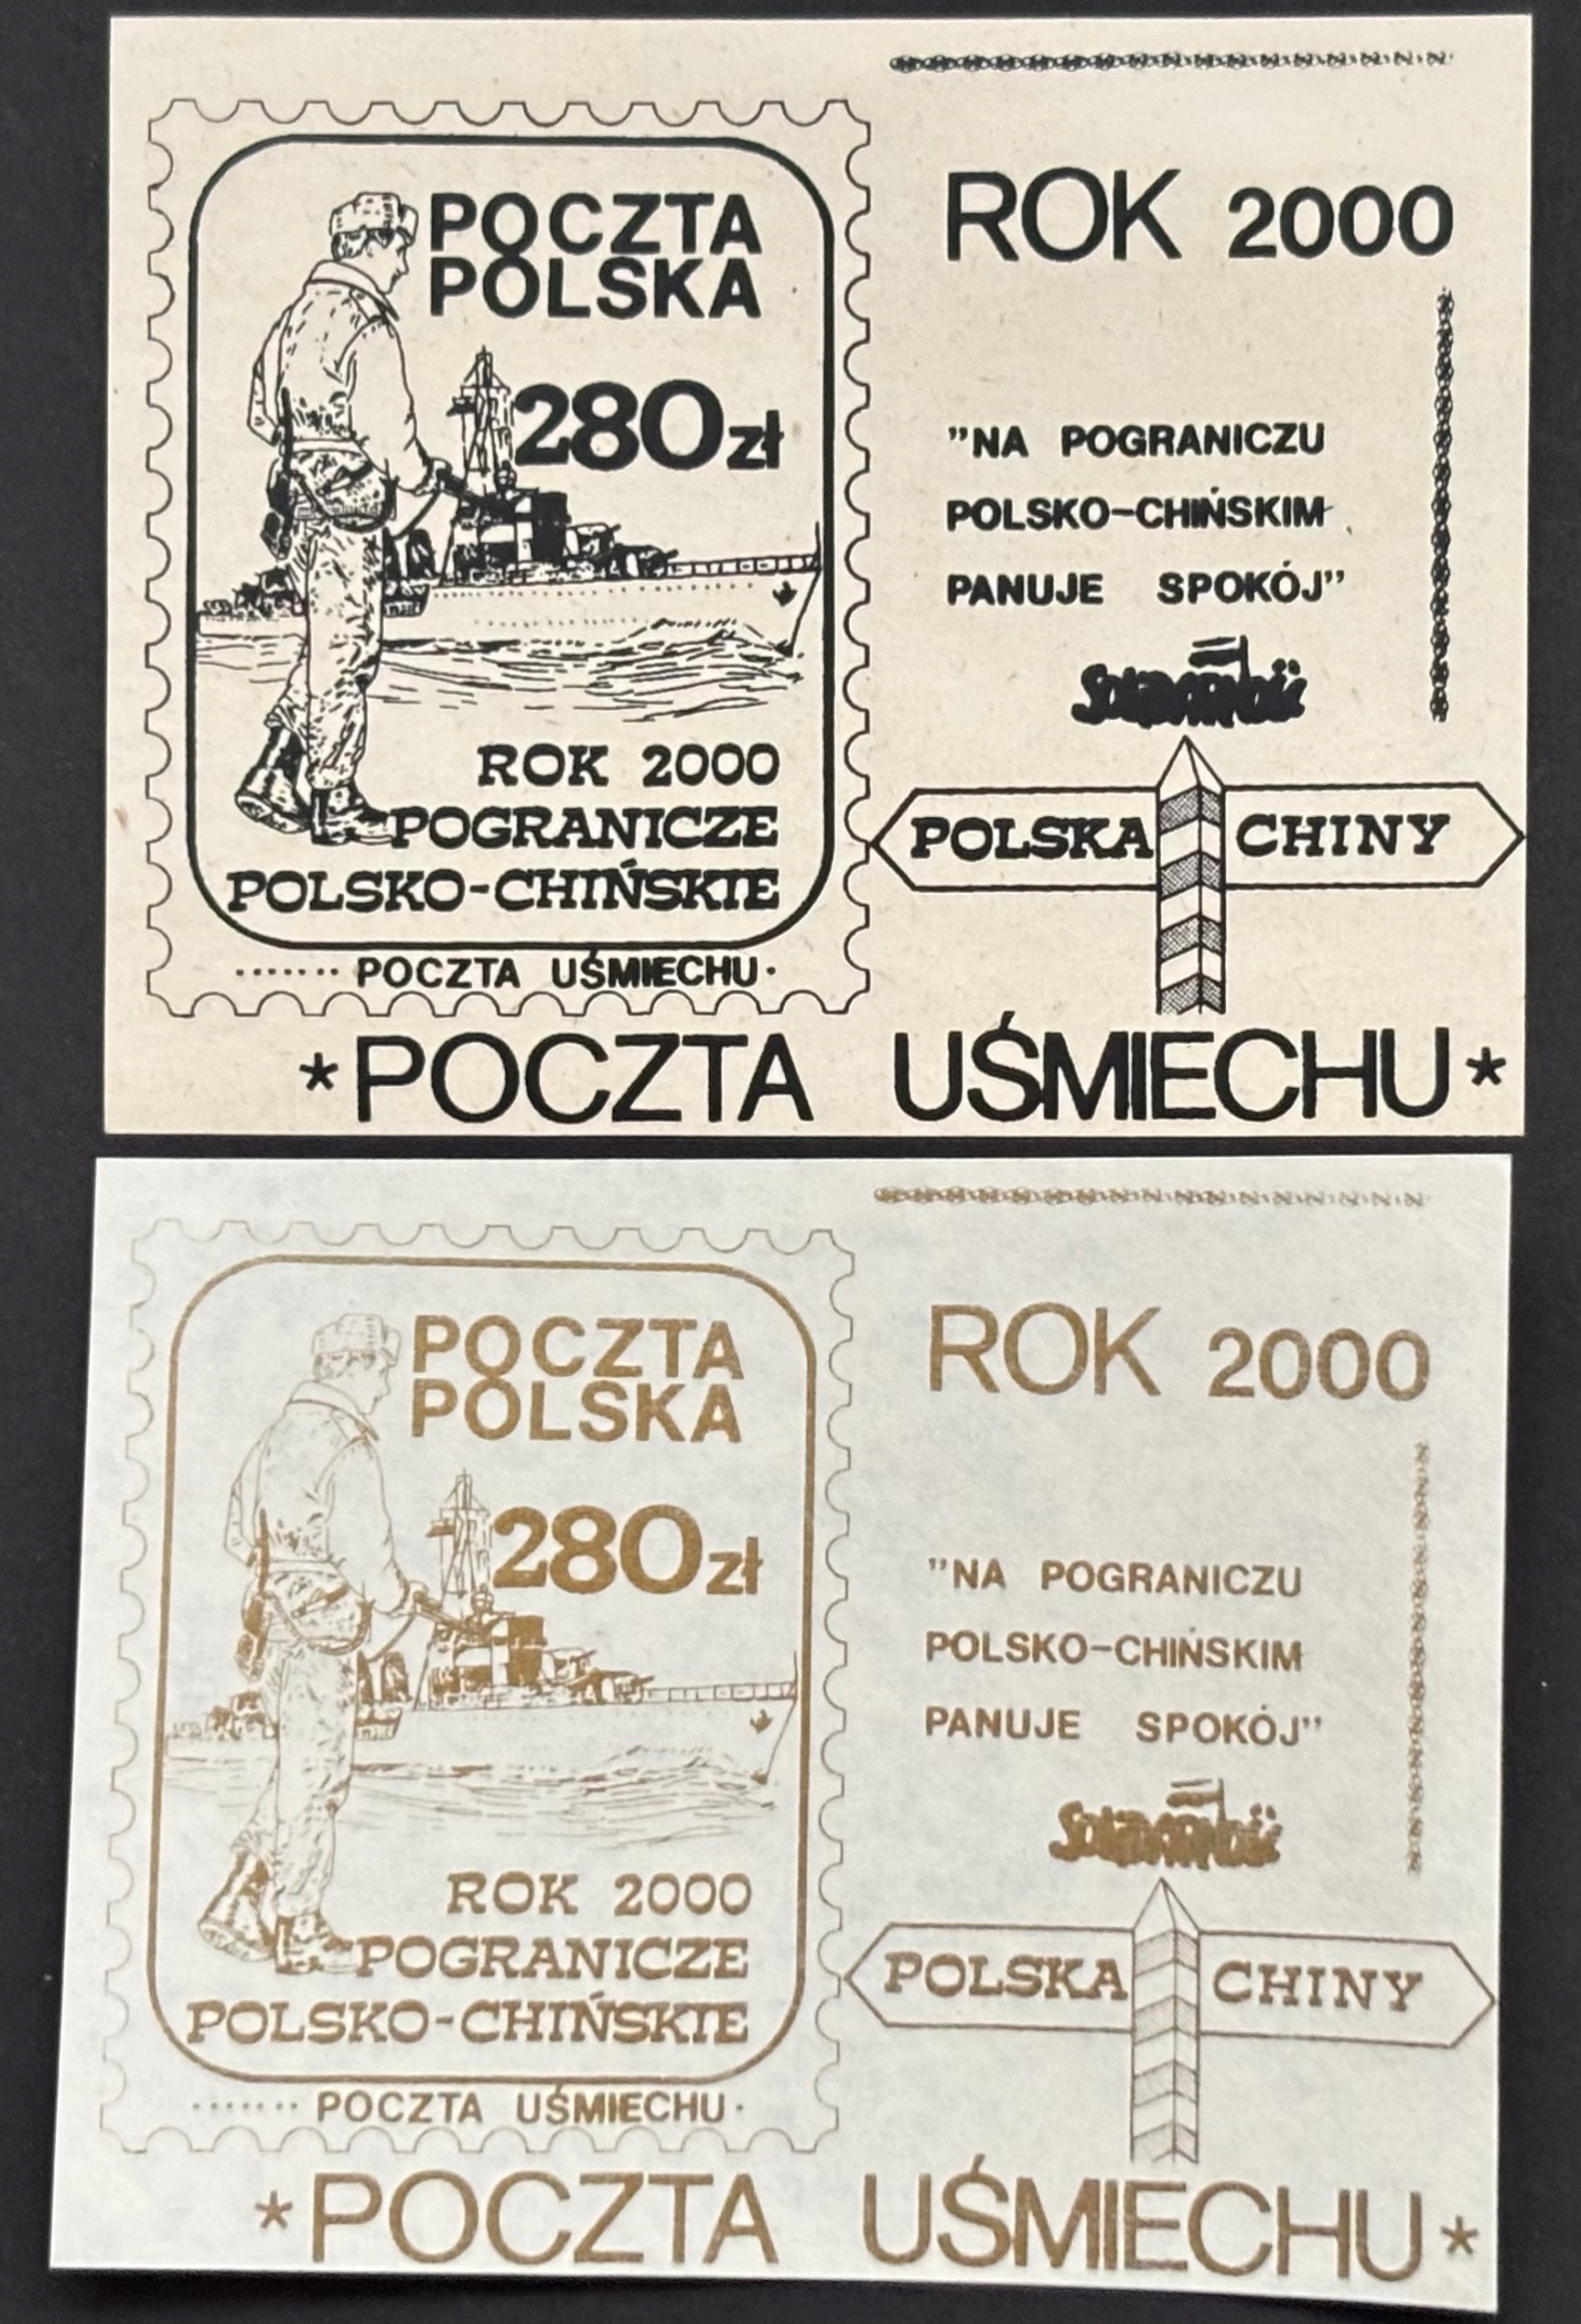 POCZTA
POLSKA
280zł
ROK 2000
POGRANICZE
POLSKO-CHIŃSKIE
....... POCZTA UŚMIECHU.
ROK 2000
"NA POGRANICZU
POLSKO-CHIŃSKIM
PANUJE SPOKÓJ"
Solidarność
POLSKA CHINY
*POCZTA UŚMIECHU*
POCZTA
POLSKA
280zł
ROK 2000
POGRANICZE
POLSKO-CHIŃSKIE
....... POCZTA UŚMIECHU.
ROK 2000
"NA POGRANICZU
POLSKO-CHIŃSKIM
PANUJE SPOKÓJ"
Solidarność
POLSKA CHINY
*POCZTA UŚMIECHU*